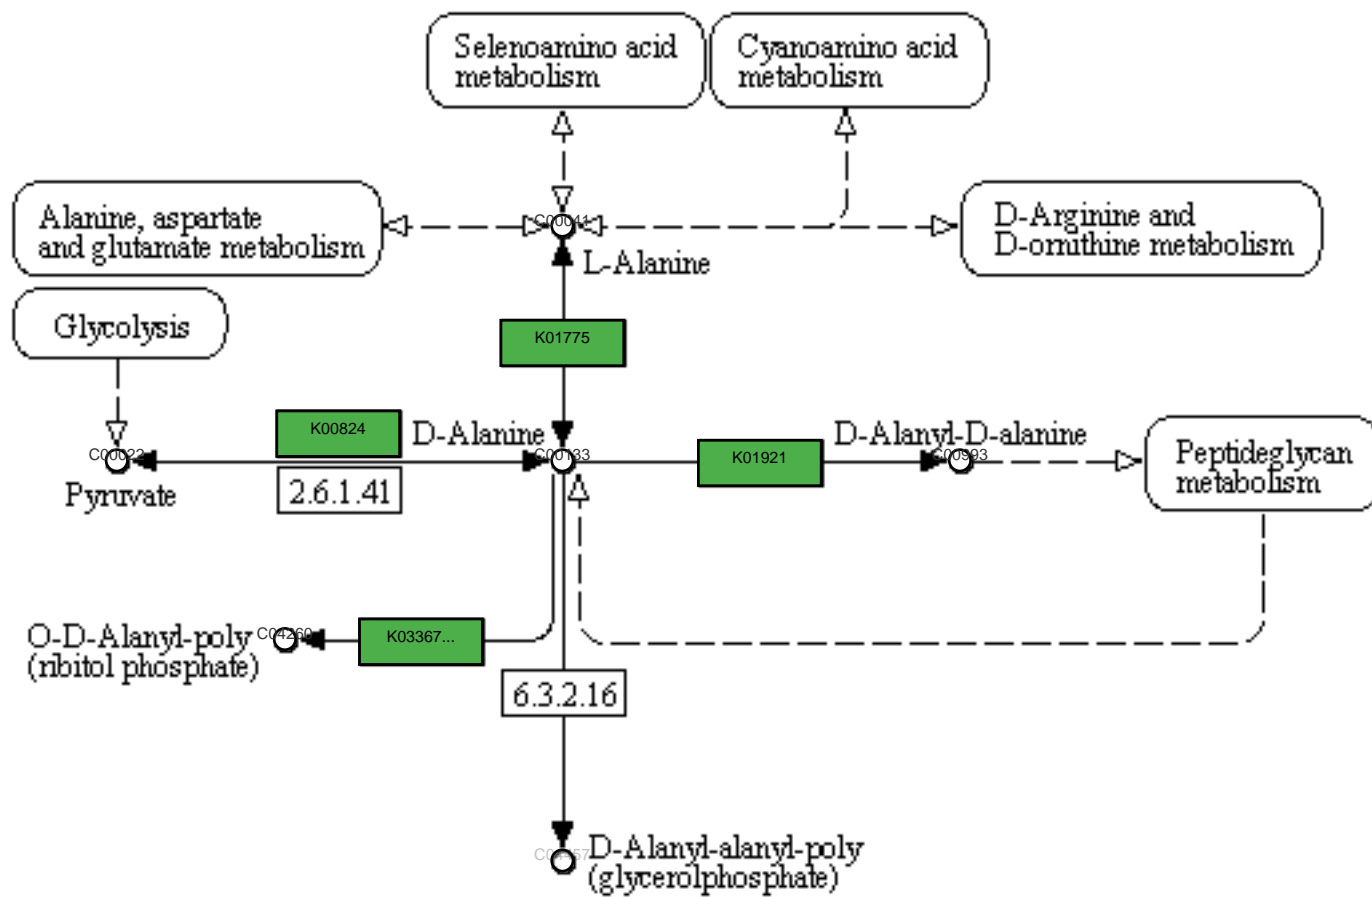 Selenoamino acid
metabolism
Cyanoamino acid
metabolism
Alanine, aspartate
and glutamate metabolism
C00041
L-Alanine
D-Arginine and
D-ornithine metabolism
Glycolysis
K01775
K00824
D-Alanine
D-Alanyl-D-alanine
C00022
C00133
K01921
C00993
Peptideglycan
metabolism
Pyruvate
2.6.1.41
O-D-Alanyl-poly
(ribitol phosphate)
C04260
K03367...
6.3.2.16
D-Alanyl-alanyl-poly
(glycerolphosphate)